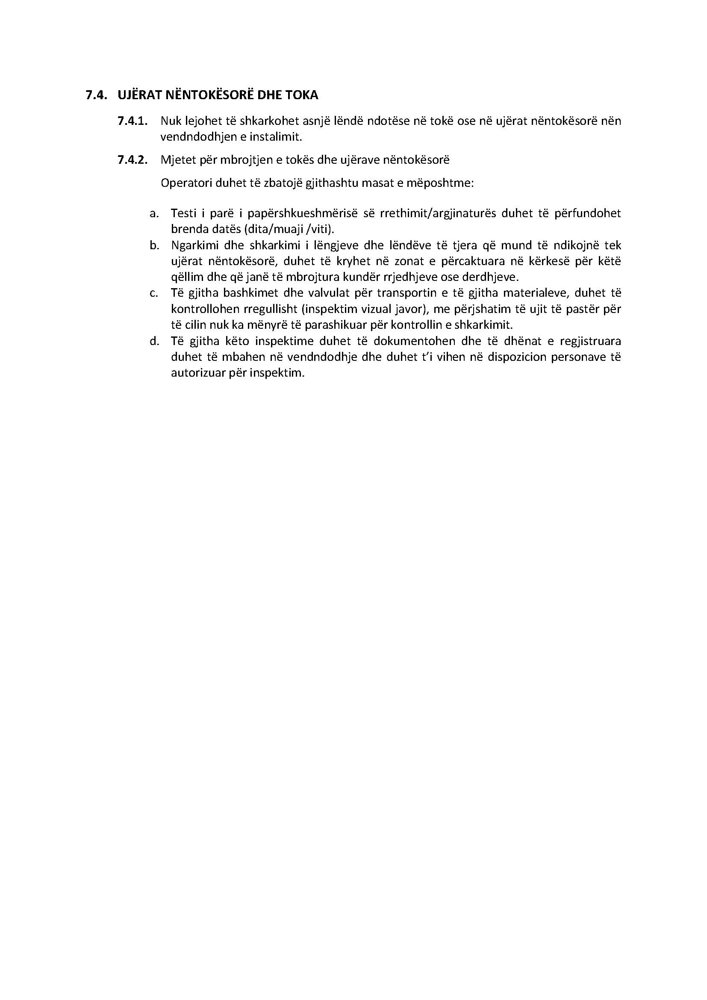 7.4. UJËRAT NËNTOKËSORË DHE TOKA
7.4.1. Nuk lejohet të shkarkohet asnjë lëndë ndotëse në tokë ose në ujërat nëntokësorë nën
vendndodhjen e instalimit.
7.4.2. Mjetet për mbrojtjen e tokës dhe ujërave nëntokësorë
Operatori duhet të zbatojë gjithashtu masat e mëposhtme:
a. Testi i parë i papërshkueshmërisë së rrethimit/argjinaturës duhet të përfundohet
brenda datës (dita/muaji /viti).
b. Ngarkimi dhe shkarkimi i lëngjeve dhe lëndëve të tjera që mund të ndikojnë tek
ujërat nëntokësorë, duhet të kryhet në zonat e përcaktuara në kërkesë për këtë
qëllim dhe që janë të mbrojtura kundër rrjedhjeve ose derdhjeve.
c. Të gjitha bashkimet dhe valvulat për transportin e të gjitha materialeve, duhet të
kontrollohen rregullisht (inspektim vizual javor), me përjshatim të ujit të pastër për
të cilin nuk ka mënyrë të parashikuar për kontrollin e shkarkimit.
d. Të gjitha këto inspektime duhet të dokumentohen dhe të dhënat e regjistruara
duhet të mbahen në vendndodhje dhe duhet t’i vihen në dispozicion personave të
autorizuar për inspektim.